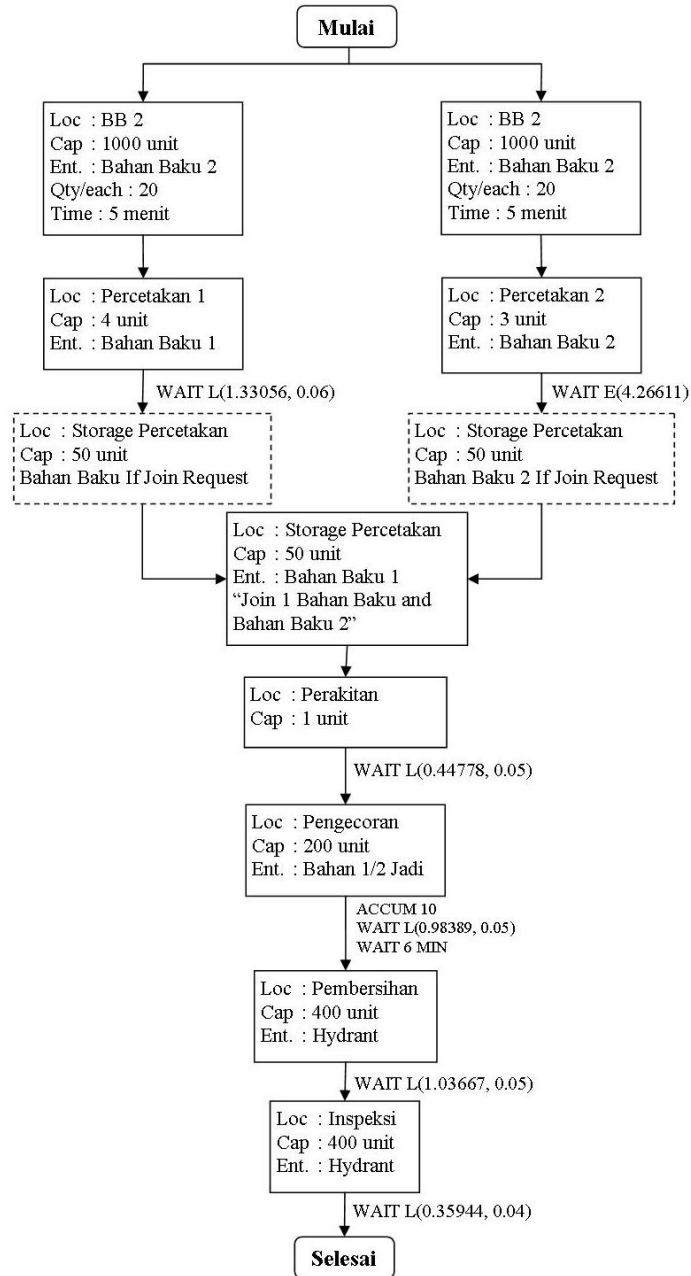 Mulai
Loc : BB 2
Cap : 1000 unit
Ent. : Bahan Baku 2
Qty/each : 20
Time : 5 menit
Loc : BB 2
Cap : 1000 unit
Ent. : Bahan Baku 2
Qty/each : 20
Time : 5 menit
Loc : Percetakan 1
Cap : 4 unit
Ent. : Bahan Baku 1
Loc : Percetakan 2
Cap : 3 unit
Ent. : Bahan Baku 2
WAIT L(1.33056, 0.06)
WAIT E(4.26611)
Loc : Storage Percetakan
Cap : 50 unit
Bahan Baku If Join Request
Loc : Storage Percetakan
Cap : 50 unit
Bahan Baku 2 If Join Request
Loc : Storage Percetakan
Cap : 50 unit
Ent. : Bahan Baku 1
“Join 1 Bahan Baku and
Bahan Baku 2”
Loc : Perakitan
Cap : 1 unit
WAIT L(0.44778, 0.05)
Loc : Pengecoran
Cap : 200 unit
Ent. : Bahan 1/2 Jadi
ACCUM 10
WAIT L(0.98389, 0.05)
WAIT 6 MIN
Loc : Pembersihan
Cap : 400 unit
Ent. : Hydrant
WAIT L(1.03667, 0.05)
Loc : Inspeksi
Cap : 400 unit
Ent. : Hydrant
WAIT L(0.35944, 0.04)
Selesai